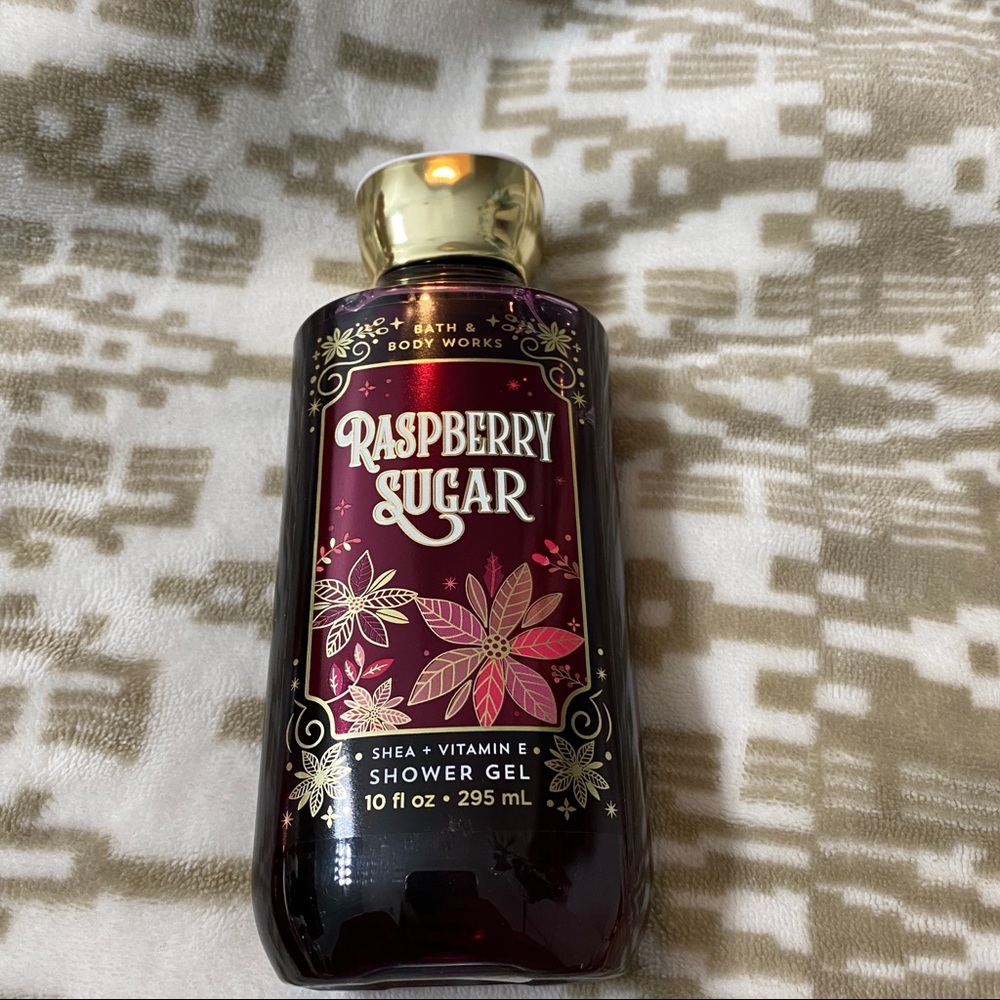 BATH &
BODY WORKS
RASPBERRY
SUGAR
• SHEA + VITAMIN E •
SHOWER GEL
10 fl oz • 295 mL